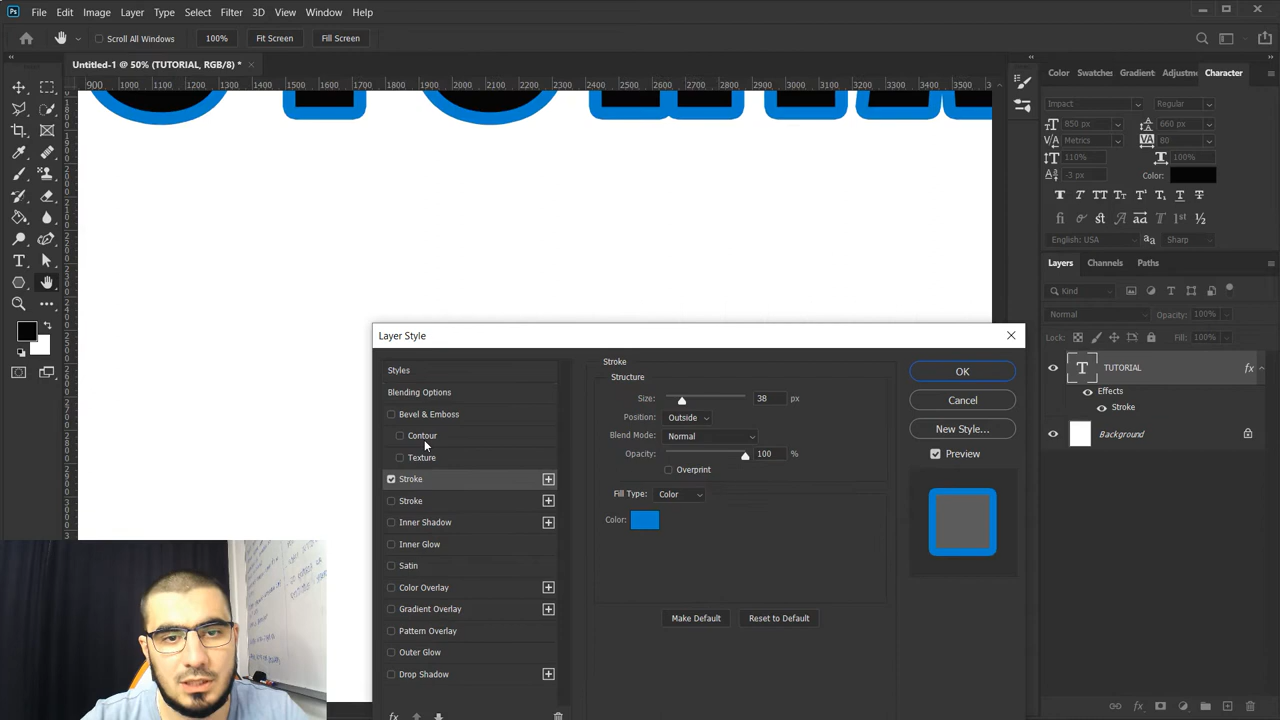 Ps File Edit Image Layer Type Select Filter 3D View Window Help
Scroll All Windows 100% Fit Screen Fill Screen
Untitled-1 @ 50% (TUTORIAL, RGB/8) *
900 1000 1100 1200 1300 1400 1500 1600 1700 1800 1900 2000 2100 2200 2300 2400 2500 2600 2700 2800 2900 3000 3100 3200 3300 3400 3500
Color Swatches Gradient Adjustme Character
Impact Regular
850 px 660 px
Metrics 80
110% 100%
-3 px Color:
English: USA Sharp
Layers Channels Paths
Kind
Normal Opacity: 100%
Lock: Fill: 100%
TUTORIAL fx
Effects
Stroke
Background
Layer Style
Styles
Blending Options
Bevel & Emboss
Contour
Texture
Stroke
Stroke
Inner Shadow
Inner Glow
Satin
Color Overlay
Gradient Overlay
Pattern Overlay
Outer Glow
Drop Shadow
fx
Stroke
Structure
Size: 38 px
Position: Outside
Blend Mode: Normal
Opacity: 100 %
Overprint
Fill Type: Color
Color:
Make Default Reset to Default
OK
Cancel
New Style...
Preview